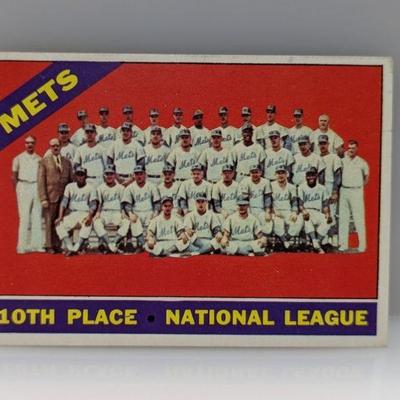 METS
10TH PLACE • NATIONAL LEAGUE